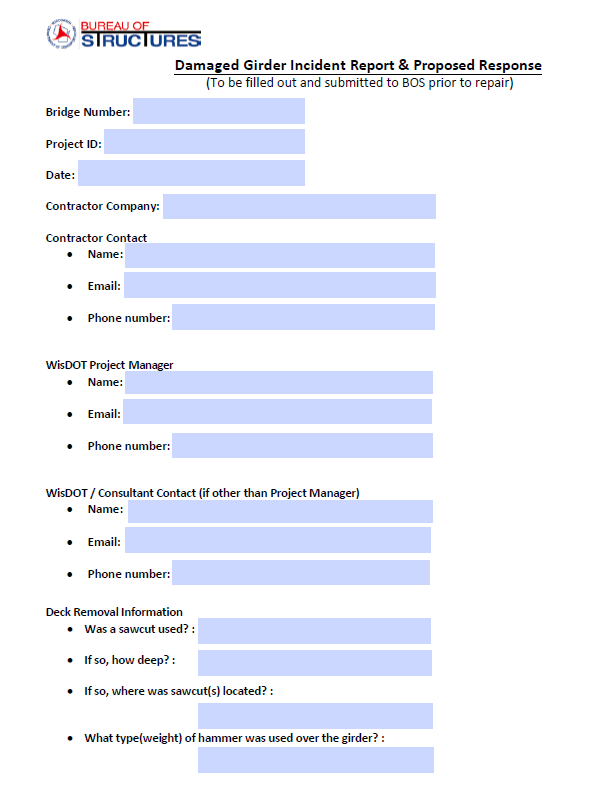 BUREAU OF
STRUCTURES
Damaged Girder Incident Report & Proposed Response
(To be filled out and submitted to BOS prior to repair)
Bridge Number:
Project ID:
Date:
Contractor Company:
Contractor Contact
• Name:
• Email:
• Phone number:
WisDOT Project Manager
• Name:
• Email:
• Phone number:
WisDOT / Consultant Contact (if other than Project Manager)
• Name:
• Email:
• Phone number:
Deck Removal Information
• Was a sawcut used? :
• If so, how deep? :
• If so, where was sawcut(s) located? :
• What type(weight) of hammer was used over the girder? :